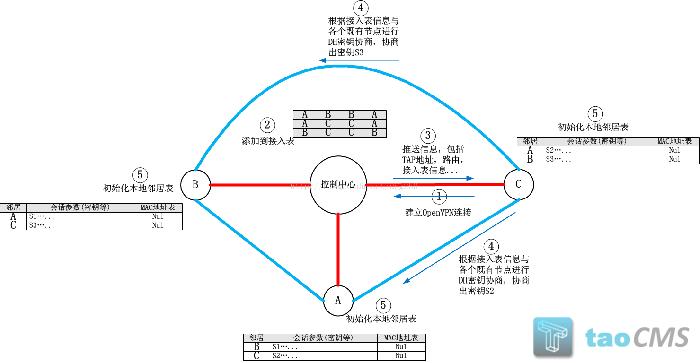 ④
根据接入表信息与
各个既有节点进行
DH密钥协商，协商
出密钥S3
②
添加到接入表
A B B A
A C C A
B C C B
③
推送信息，包括
TAP地址，路由，
接入表信息...
⑤
初始化本地邻居表
邻居 会话参数(密钥等) MAC地址表
A S2…... Nul
B S3…... Nul
⑤
初始化本地邻居表
B
控制中心
C
①
建立OpenVPN连接
邻居 会话参数(密钥等) MAC地址表
A S1…... Nul
C S3…... Nul
④
根据接入表信息与
各个既有节点进行
DH密钥协商，协商
出密钥S2
A
⑤
初始化本地邻居表
邻居 会话参数(密钥等) MAC地址表
B S1…... Nul
C S2…... Nul
taoCMS